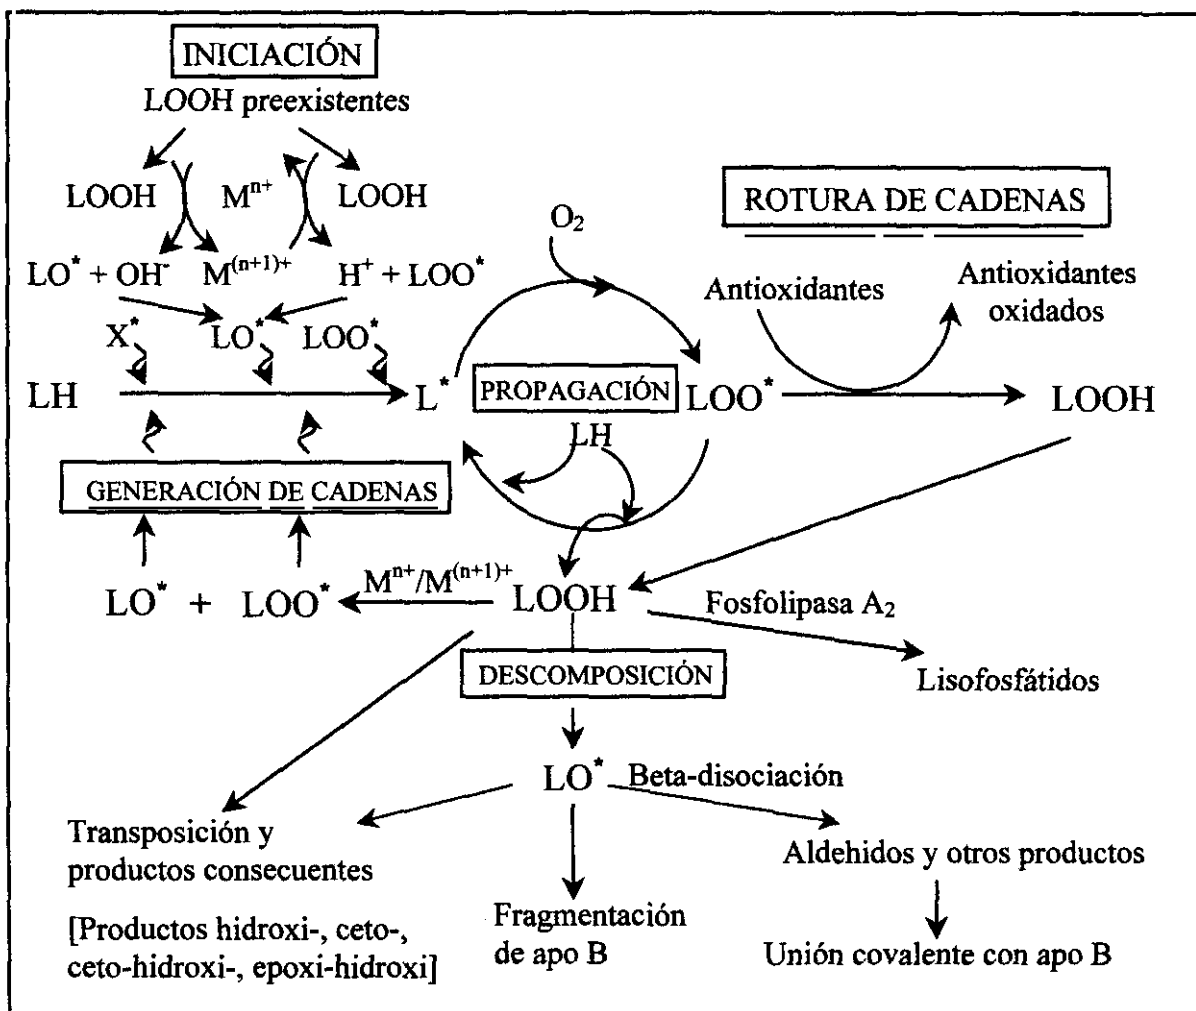 INICIACIÓN
LOOH preexistentes
LOOH Mⁿ⁺ LOOH
LO* + OH⁻ M⁽ⁿ⁺¹⁾⁺ H⁺ + LOO*
X* LO* LOO*
LH L* PROPAGACIÓN LOO* LOOH
O₂
ROTURA DE CADENAS
Antioxidantes
Antioxidantes
oxidados
LH
GENERACIÓN DE CADENAS
LO* + LOO* Mⁿ⁺/M⁽ⁿ⁺¹⁾⁺ LOOH
Fosfolipasa A₂
Lisofosfátidos
DESCOMPOSICIÓN
LO* Beta-disociación
Transposición y
productos consecuentes
[Productos hidroxi-, ceto-,
ceto-hidroxi-, epoxi-hidroxi]
Fragmentación
de apo B
Aldehidos y otros productos
Unión covalente con apo B